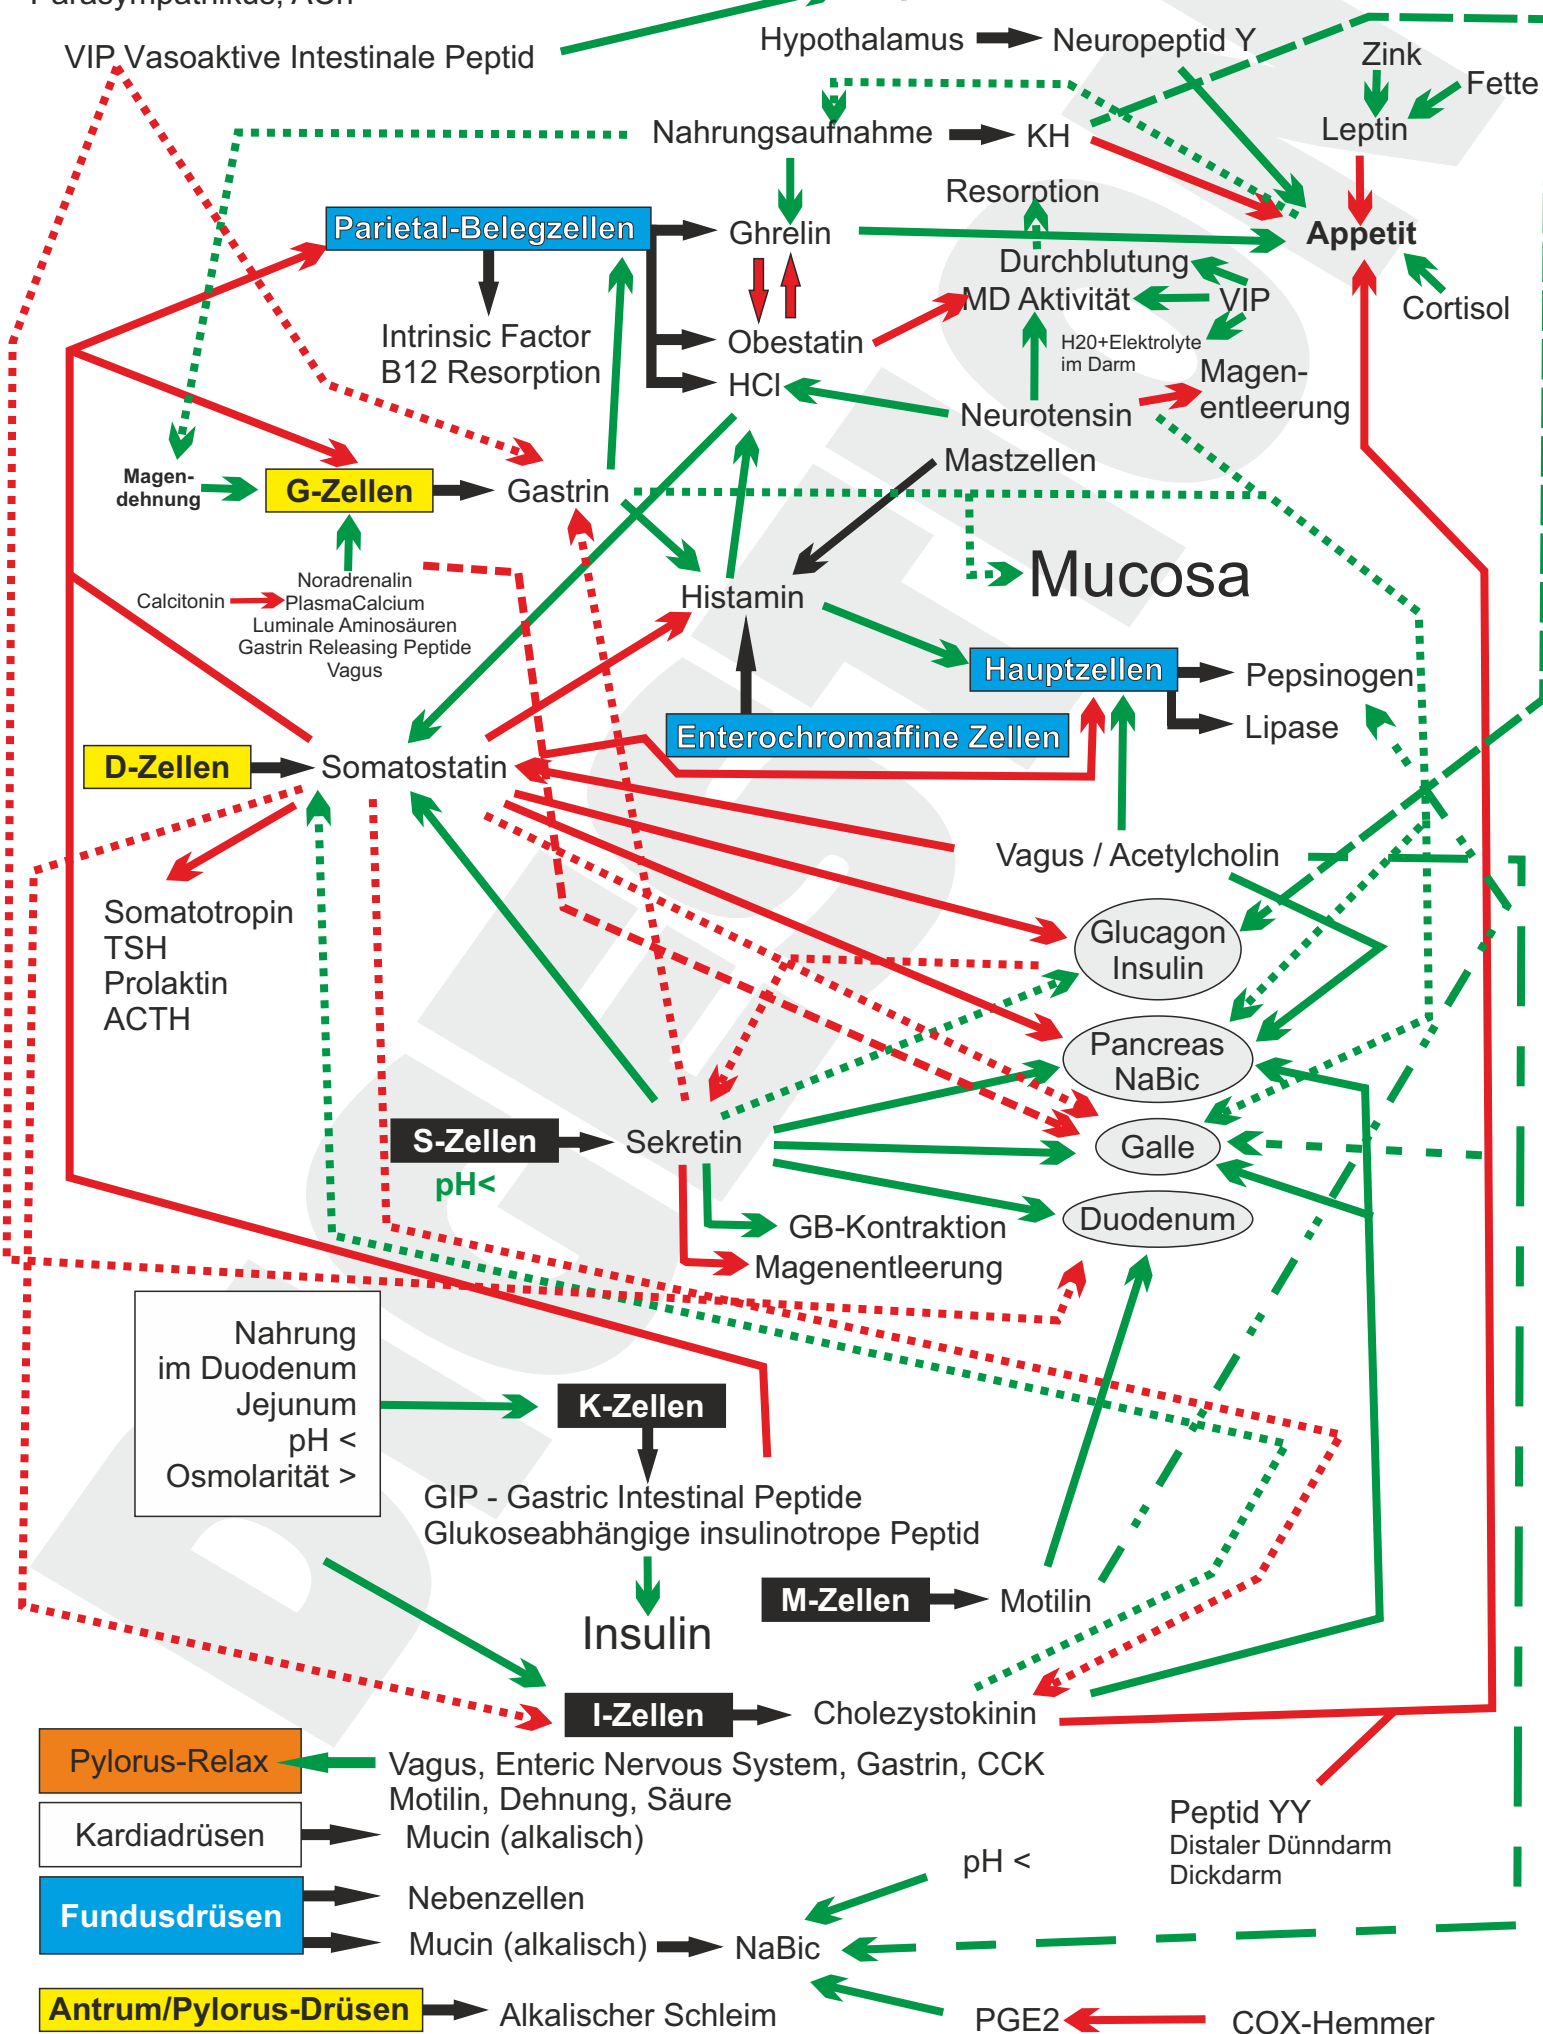 Parasympathikus, ACh
VIP Vasoaktive Intestinale Peptid
Hypothalamus
Neuropeptid Y
Zink
Fette
Leptin
Nahrungsaufnahme
KH
Resorption
Parietal-Belegzellen
Ghrelin
Appetit
Durchblutung
MD Aktivität
VIP
Cortisol
Intrinsic Factor
B12 Resorption
Obestatin
H20+Elektrolyte
im Darm
HCl
Magen-
entleerung
Neurotensin
Mastzellen
Magen-
dehnung
G-Zellen
Gastrin
Mucosa
Noradrenalin
Calcitonin
PlasmaCalcium
Luminale Aminosäuren
Gastrin Releasing Peptide
Vagus
Histamin
Hauptzellen
Pepsinogen
Lipase
Enterochromaffine Zellen
D-Zellen
Somatostatin
Vagus / Acetylcholin
Somatotropin
TSH
Prolaktin
ACTH
Glucagon
Insulin
Pancreas
NaBic
S-Zellen
Sekretin
Galle
pH<
GB-Kontraktion
Duodenum
Magenentleerung
Nahrung
im Duodenum
Jejunum
pH <
Osmolarität >
K-Zellen
GIP - Gastric Intestinal Peptide
Glukoseabhängige insulinotrope Peptid
M-Zellen
Motilin
Insulin
I-Zellen
Cholezystokinin
Pylorus-Relax
Vagus, Enteric Nervous System, Gastrin, CCK
Motilin, Dehnung, Säure
Kardiadrüsen
Mucin (alkalisch)
Peptid YY
Distaler Dünndarm
Dickdarm
pH <
Fundusdrüsen
Nebenzellen
Mucin (alkalisch)
NaBic
Antrum/Pylorus-Drüsen
Alkalischer Schleim
PGE2
COX-Hemmer
DIGESTION